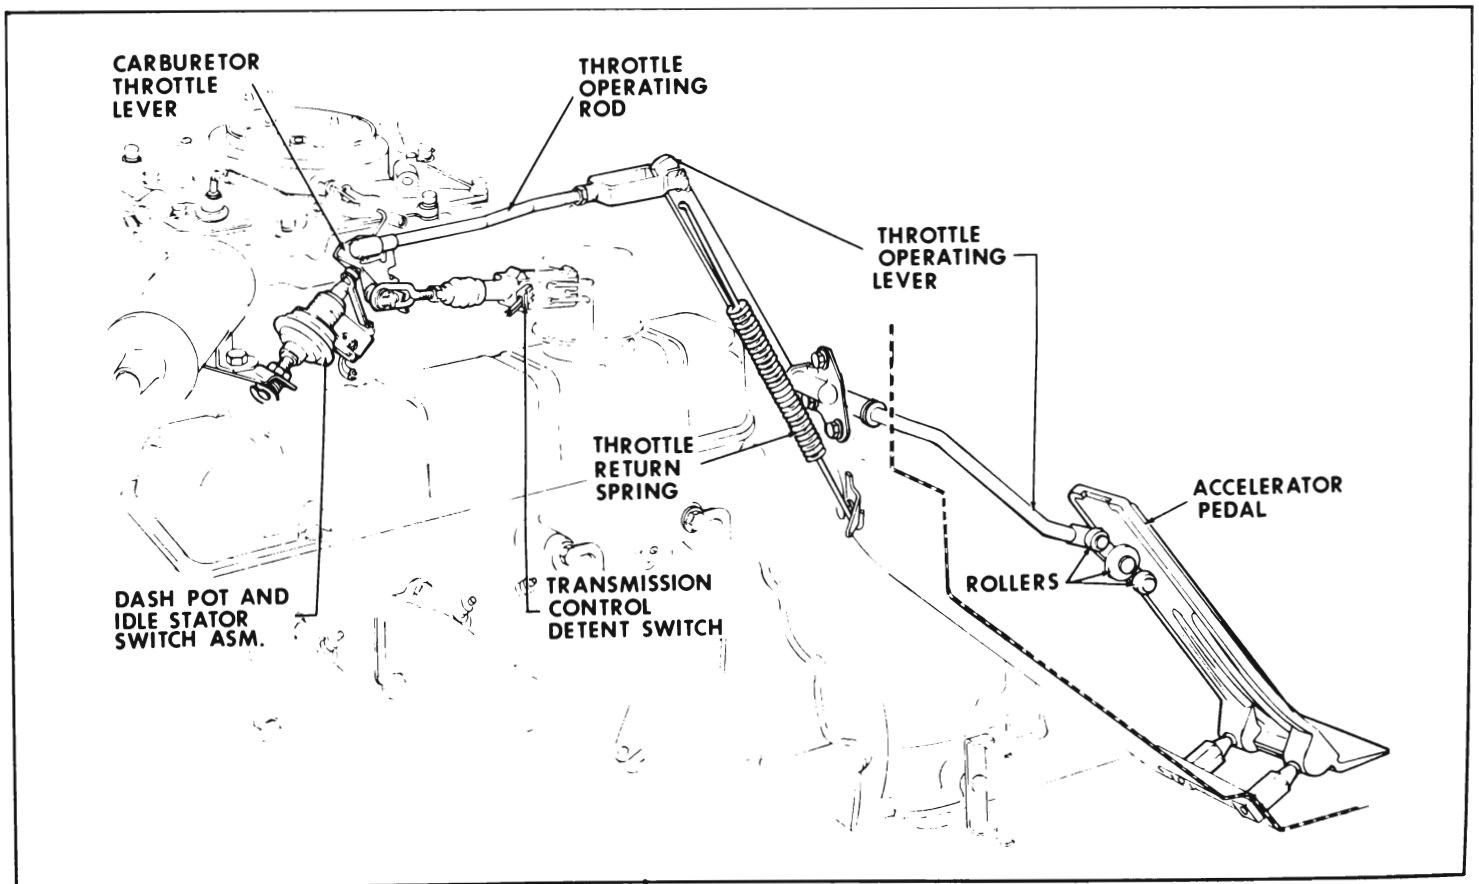 CARBURETOR
THROTTLE
LEVER
THROTTLE
OPERATING
ROD
THROTTLE
OPERATING
LEVER
THROTTLE
RETURN
SPRING
ACCELERATOR
PEDAL
ROLLERS
DASH POT AND
IDLE STATOR
SWITCH ASM.
TRANSMISSION
CONTROL
DETENT SWITCH